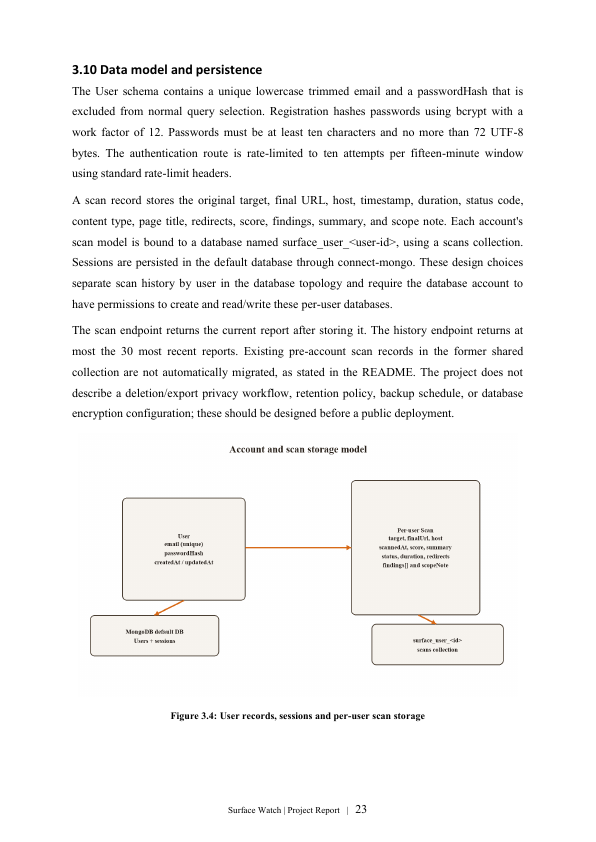 3.10 Data model and persistence
The User schema contains a unique lowercase trimmed email and a passwordHash that is
excluded from normal query selection. Registration hashes passwords using bcrypt with a
work factor of 12. Passwords must be at least ten characters and no more than 72 UTF-8
bytes. The authentication route is rate-limited to ten attempts per fifteen-minute window
using standard rate-limit headers.
A scan record stores the original target, final URL, host, timestamp, duration, status code,
content type, page title, redirects, score, findings, summary, and scope note. Each account's
scan model is bound to a database named surface_user_<user-id>, using a scans collection.
Sessions are persisted in the default database through connect-mongo. These design choices
separate scan history by user in the database topology and require the database account to
have permissions to create and read/write these per-user databases.
The scan endpoint returns the current report after storing it. The history endpoint returns at
most the 30 most recent reports. Existing pre-account scan records in the former shared
collection are not automatically migrated, as stated in the README. The project does not
describe a deletion/export privacy workflow, retention policy, backup schedule, or database
encryption configuration; these should be designed before a public deployment.
Account and scan storage model
User
email (unique)
passwordHash
createdAt / updatedAt
Per-user Scan
target, finalUrl, host
scannedAt, score, summary
status, duration, redirects
findings[] and scopeNote
MongoDB default DB
Users + sessions
surface_user_<id>
scans collection
Figure 3.4: User records, sessions and per-user scan storage
Surface Watch | Project Report | 23